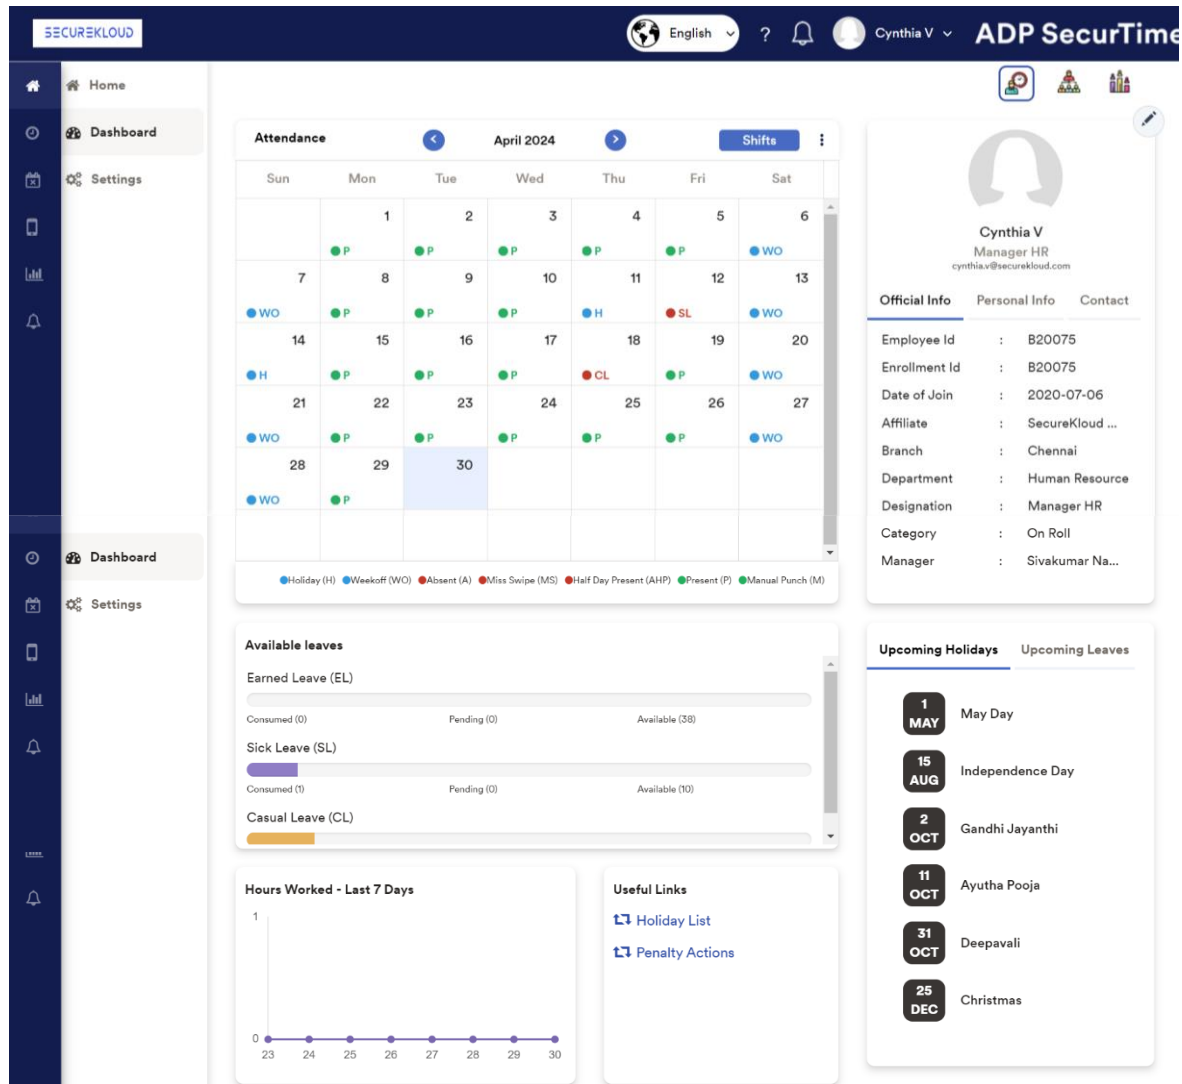 SECUREKLOUD
English
?
Cynthia V
ADP SecurTime
Home
Dashboard
Settings
Attendance
April 2024
Shifts
Sun Mon Tue Wed Thu Fri Sat
1 2 3 4 5 6
P P P P P WO
7 8 9 10 11 12 13
WO P P P H SL WO
14 15 16 17 18 19 20
H P P P CL P WO
21 22 23 24 25 26 27
WO P P P P P WO
28 29 30
WO P
Holiday (H) Weekoff (WO) Absent (A) Miss Swipe (MS) Half Day Present (AHP) Present (P) Manual Punch (M)
Cynthia V
Manager HR
cynthia.v@securekloud.com
Official Info Personal Info Contact
Employee Id : B20075
Enrollment Id : B20075
Date of Join : 2020-07-06
Affiliate : SecureKloud ...
Branch : Chennai
Department : Human Resource
Designation : Manager HR
Category : On Roll
Manager : Sivakumar Na...
Dashboard
Settings
Available leaves
Earned Leave (EL)
Consumed (0) Pending (0) Available (38)
Sick Leave (SL)
Consumed (1) Pending (0) Available (10)
Casual Leave (CL)
Upcoming Holidays Upcoming Leaves
1
MAY
May Day
15
AUG
Independence Day
2
OCT
Gandhi Jayanthi
11
OCT
Ayutha Pooja
31
OCT
Deepavali
25
DEC
Christmas
Hours Worked - Last 7 Days
1
0
23 24 25 26 27 28 29 30
Useful Links
Holiday List
Penalty Actions